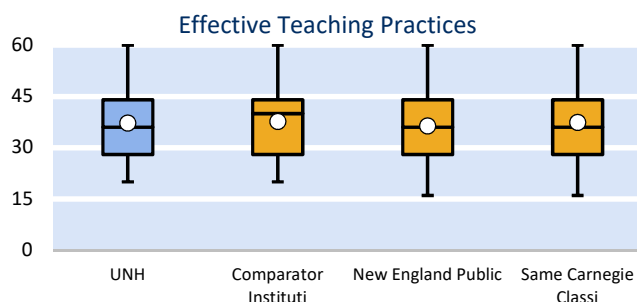 Effective Teaching Practices
60
45
30
15
0
UNH
Comparator
Instituti
New England Public
Same Carnegie
Classi